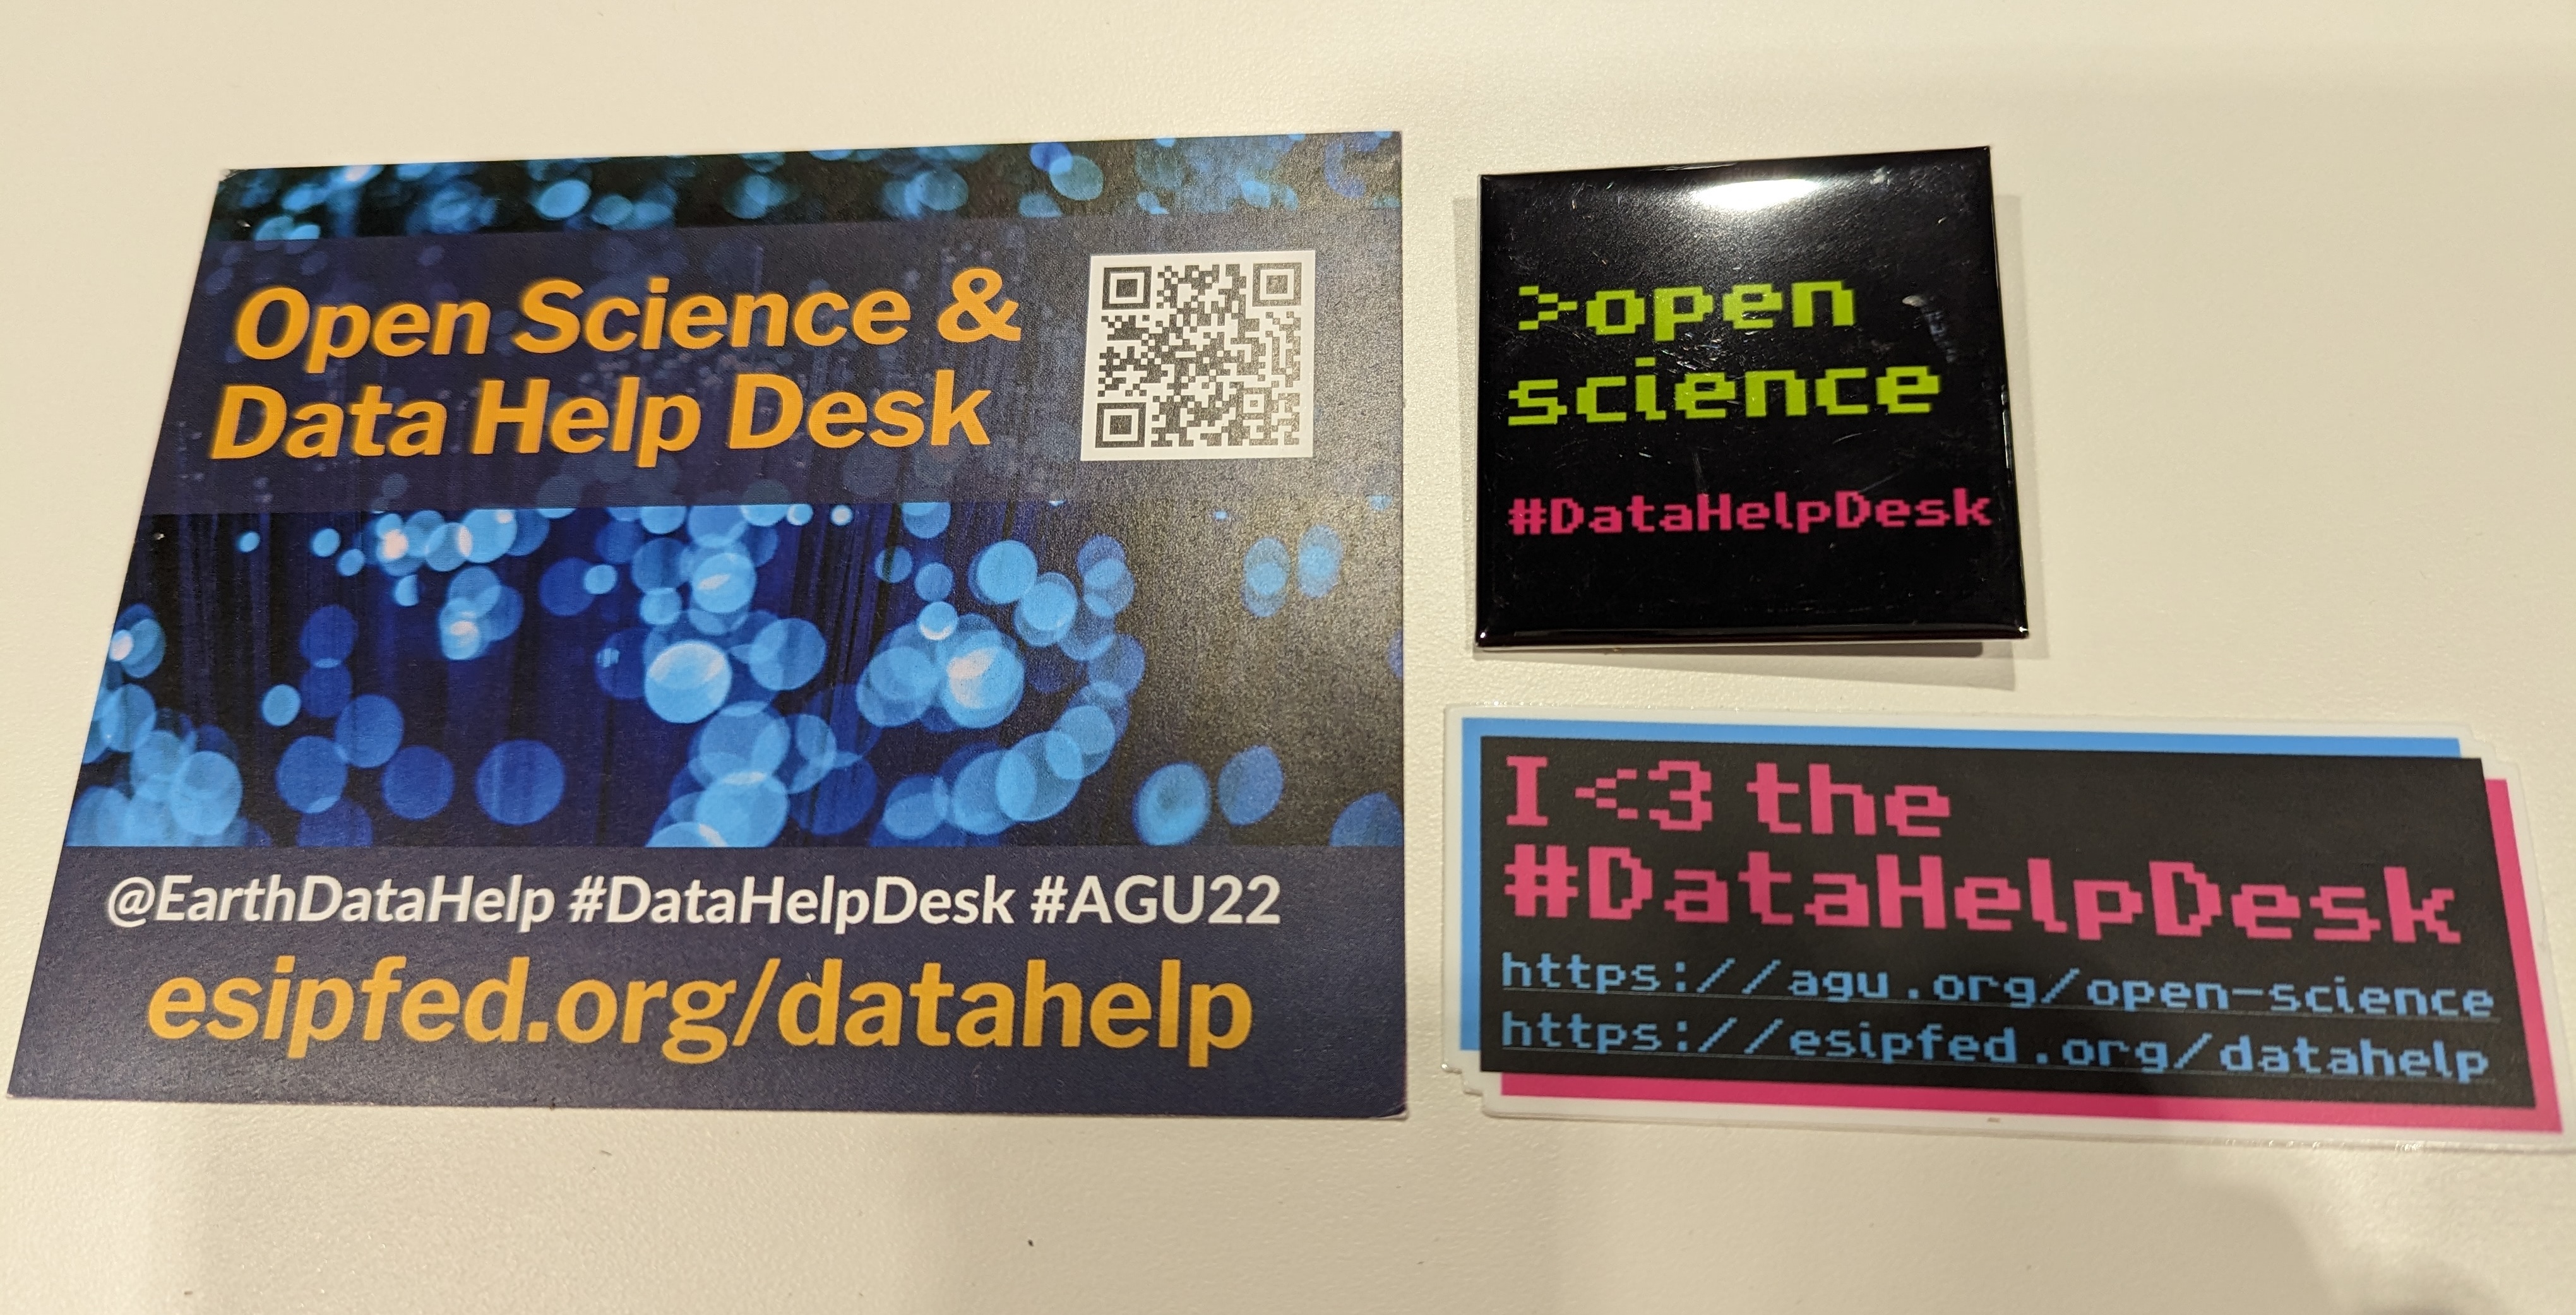 Open Science &
Data Help Desk
@EarthDataHelp #DataHelpDesk #AGU22
esipfed.org/datahelp
>open
science
#DataHelpDesk
I <3 the
#DataHelpDesk
https://agu.org/open-science
https://esipfed.org/datahelp